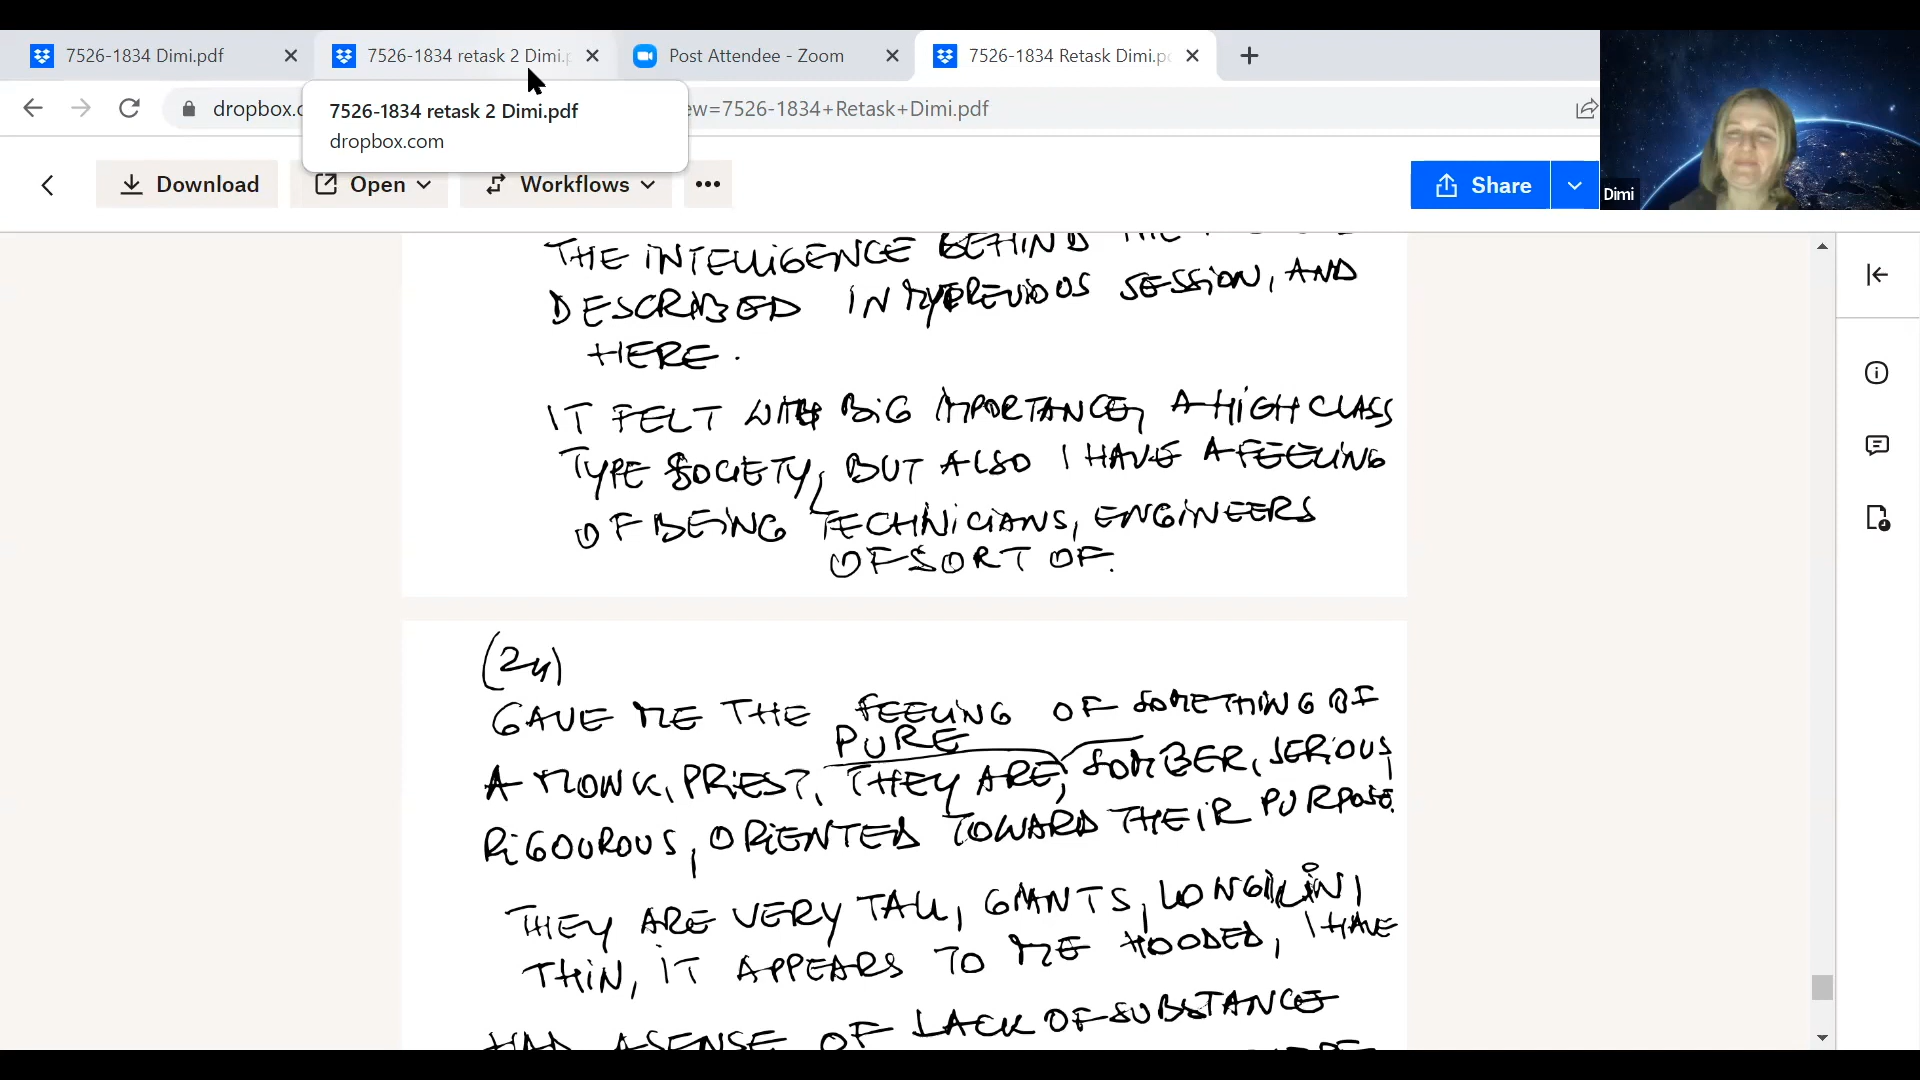 7526-1834 Dimi.pdf
7526-1834 retask 2 Dimi.p
Post Attendee - Zoom
7526-1834 Retask Dimi.pd
dropbox.c
ew=7526-1834+Retask+Dimi.pdf
7526-1834 retask 2 Dimi.pdf
dropbox.com
Download
Open
Workflows
Share
Dimi
THE INTELLIGENCE BEHIND
DESCRIBED IN MY PREVIOUS SESSION, AND
HERE.
IT FELT WITH BIG IMPORTANCE, A HIGH CLASS
TYPE SOCIETY, BUT ALSO I HAVE A FEELING
OF BEING TECHNICIANS, ENGINEERS
OF SORT OF.
(24)
GAVE ME THE FEELING OF SOMETHING OF
PURE
A MONK, PRIEST, THEY ARE, SOMBER, SERIOUS,
RIGOUROUS, ORIENTED TOWARD THEIR PURPOSE.
THEY ARE VERY TALL, GIANTS,
THIN, IT APPEARS TO ME HOODED, I HAVE
HAD A SENSE OF LACK OF SUBSTANCE